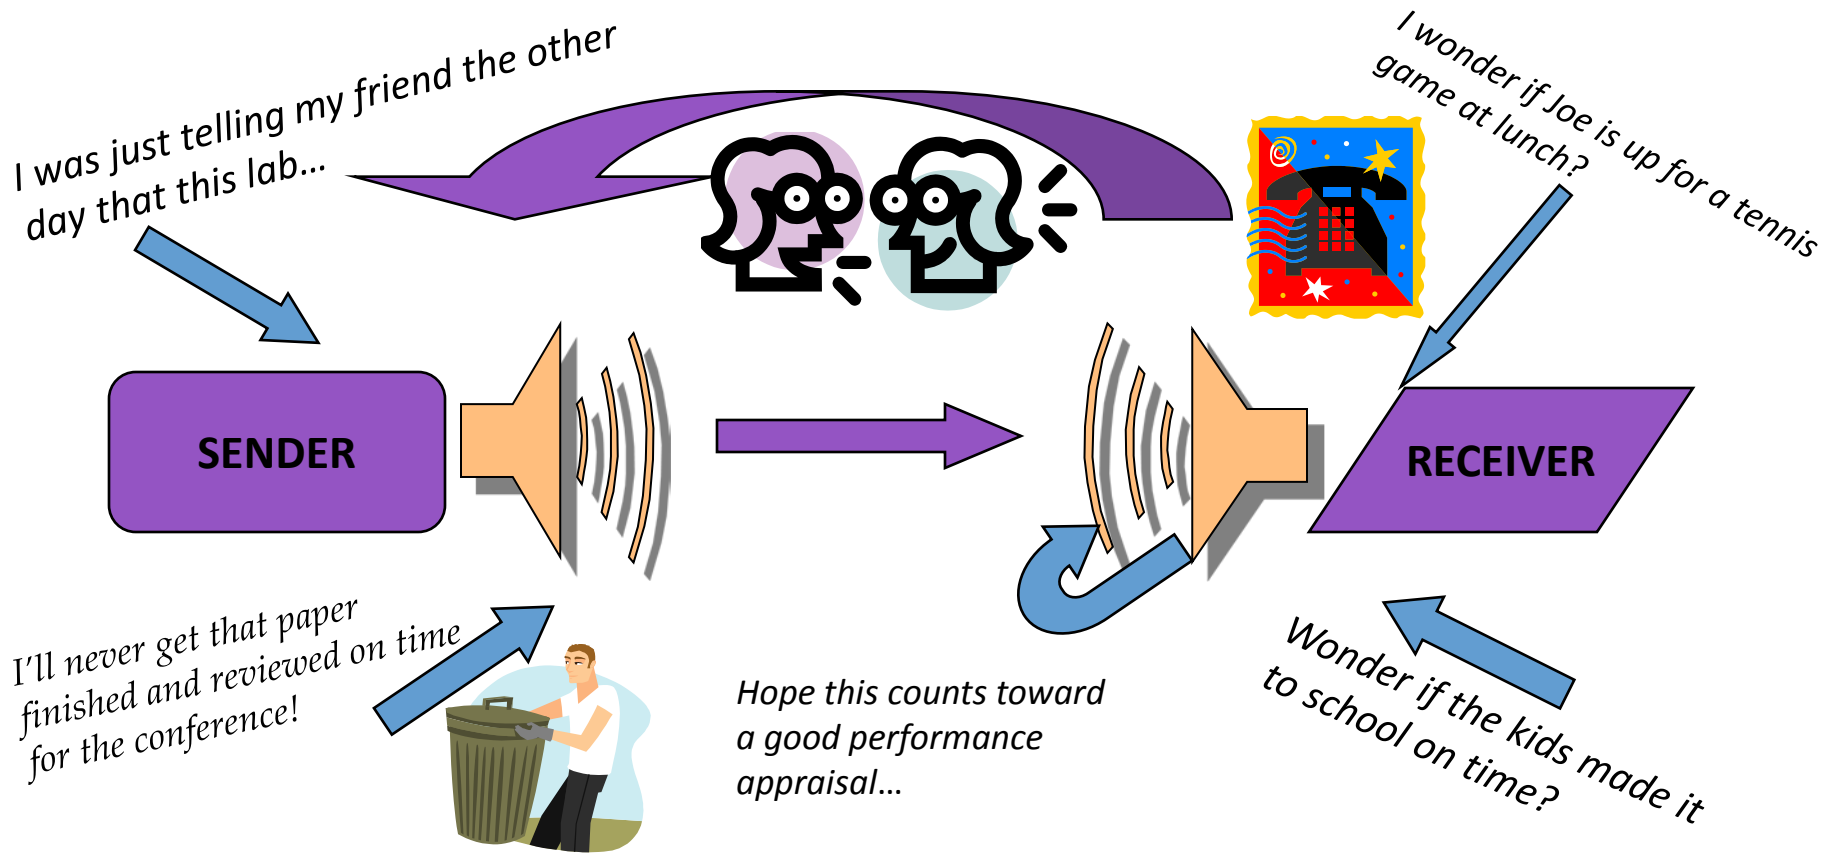 I was just telling my friend the other
day that this lab…
I wonder if Joe is up for a tennis
game at lunch?
SENDER
RECEIVER
I’ll never get that paper
finished and reviewed on time
for the conference!
Hope this counts toward
a good performance
appraisal…
Wonder if the kids made it
to school on time?